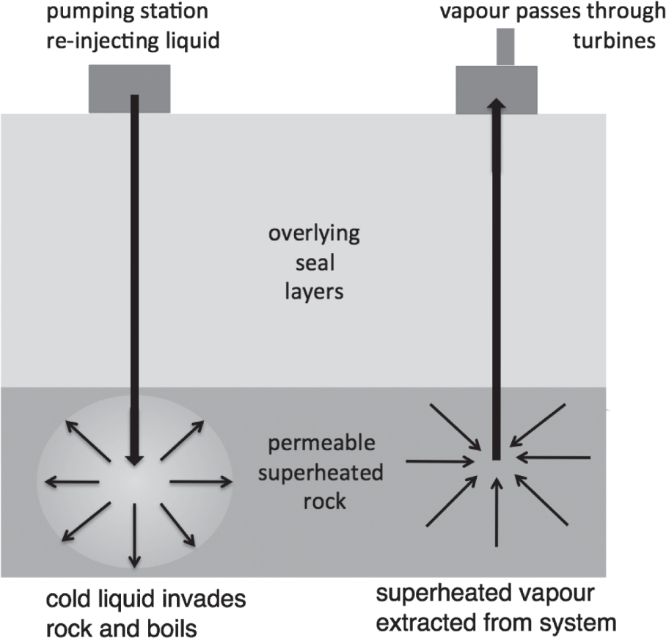 pumping station
re-injecting liquid
vapour passes through
turbines
overlying
seal
layers
permeable
superheated
rock
cold liquid invades
rock and boils
superheated vapour
extracted from system